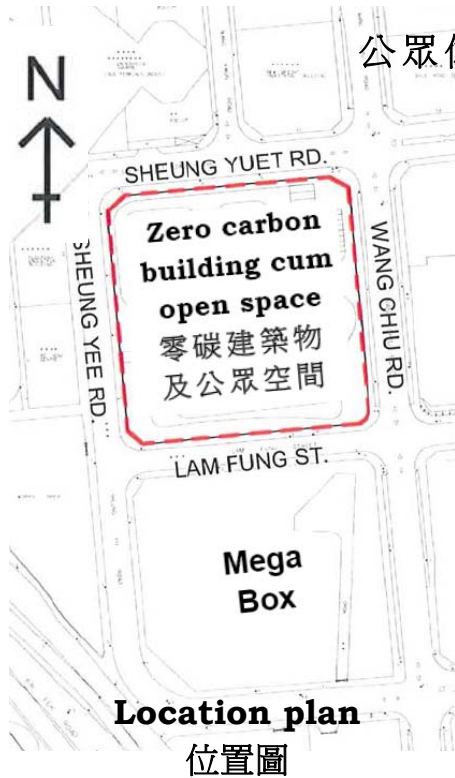 公眾
N
SHEUNG YUET RD.
Zero carbon
building cum
open space
零碳建築物
及公眾空間
SHEUNG YEE RD.
WANG CHIU RD.
LAM FUNG ST.
Mega
Box
Location plan
位置圖